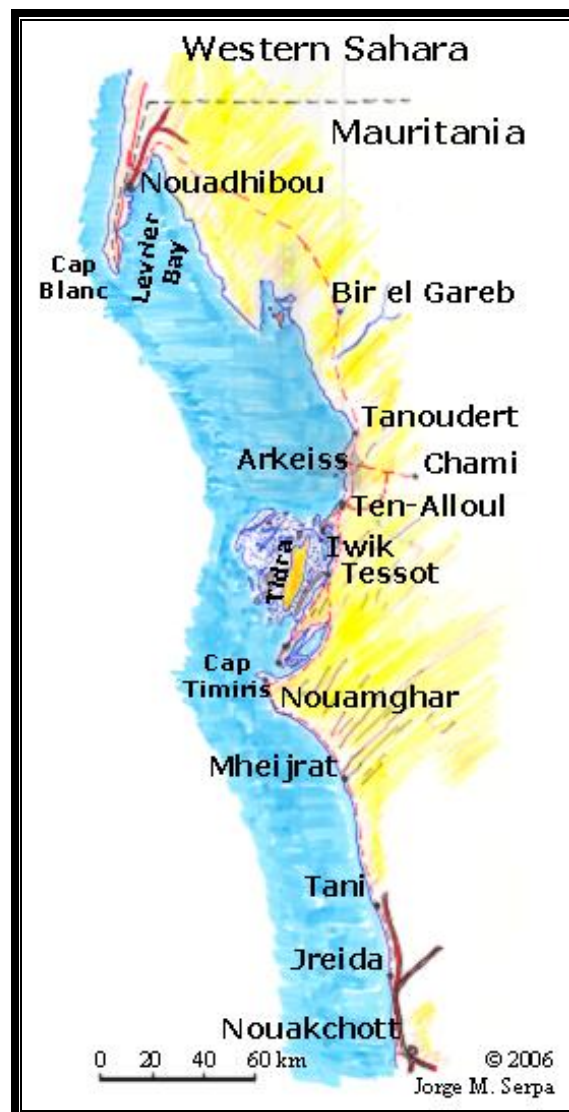 Western Sahara
Mauritania
Nouadhibou
Cap
Blanc
Levrier
Bay
Bir el Gareb
Tanoudert
Arkeiss
Chami
Ten-Alloul
Iwik
Tidra
Tessot
Cap
Timiris
Nouamghar
Mheijrat
Tani
Jreida
Nouakchott
0 20 40 60 km
© 2006
Jorge M. Serpa